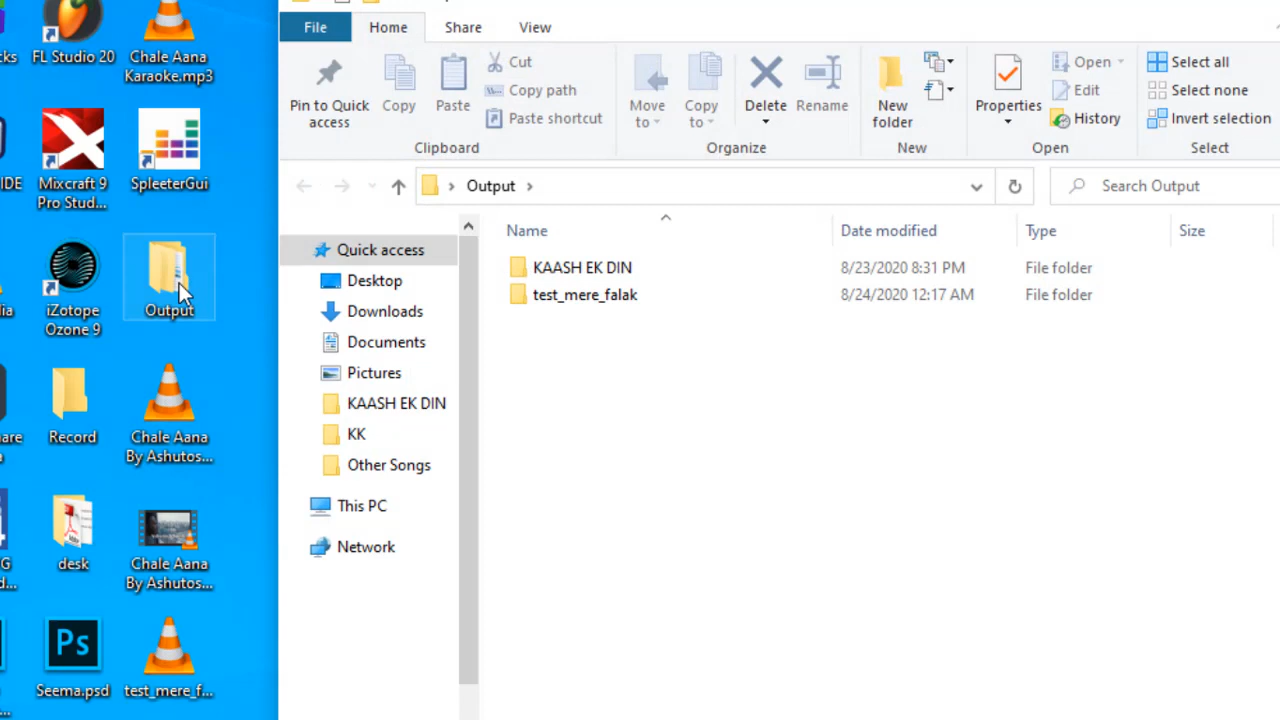 cks
FL Studio 20
Chale Aana
Karaoke.mp3
IDE
Mixcraft 9
Pro Stud...
SpleeterGui
dia
iZotope
Ozone 9
Output
Record
Chale Aana
By Ashutos...
desk
Chale Aana
By Ashutos...
Ps
Seema.psd
test_mere_f...
File
Home
Share
View
Pin to Quick
access
Copy
Paste
Cut
Copy path
Paste shortcut
Clipboard
Move
to
Copy
to
Delete
Rename
Organize
New
folder
New
Properties
Open
Edit
History
Open
Select all
Select none
Invert selection
Select
Output
Search Output
Quick access
Desktop
Downloads
Documents
Pictures
KAASH EK DIN
KK
Other Songs
This PC
Network
Name Date modified Type Size
KAASH EK DIN 8/23/2020 8:31 PM File folder
test_mere_falak 8/24/2020 12:17 AM File folder